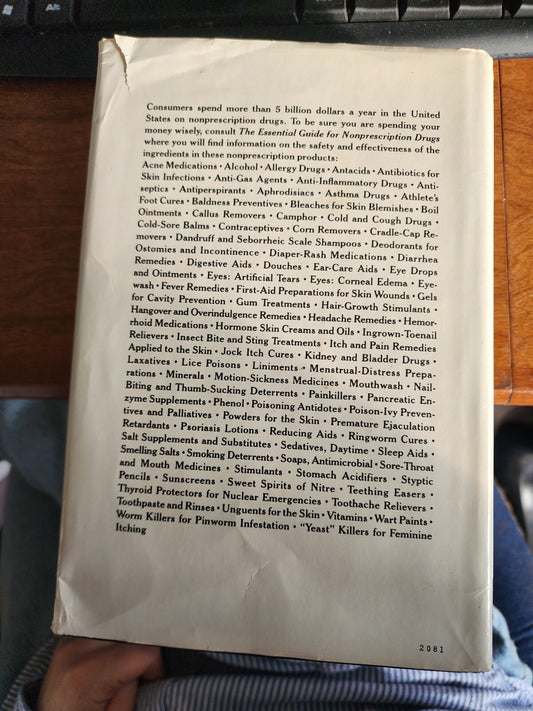 Consumers spend more than 5 billion dollars a year in the United
States on nonprescription drugs. To be sure you are spending your
money wisely, consult The Essential Guide for Nonprescription Drugs
where you will find information on the safety and effectiveness of the
ingredients in these nonprescription products:
Acne Medications • Alcohol • Allergy Drugs • Antacids • Antibiotics for
Skin Infections • Anti-Gas Agents • Anti-Inflammatory Drugs • Anti-
septics • Antiperspirants • Aphrodisiacs • Asthma Drugs • Athlete's
Foot Cures • Baldness Preventives • Bleaches for Skin Blemishes • Boil
Ointments • Callus Removers • Camphor • Cold and Cough Drugs •
Cold-Sore Balms • Contraceptives • Corn Removers • Cradle-Cap Re-
movers • Dandruff and Seborrheic Scale Shampoos • Deodorants for
Ostomies and Incontinence • Diaper-Rash Medications • Diarrhea
Remedies • Digestive Aids • Douches • Ear-Care Aids • Eye Drops
and Ointments • Eyes: Artificial Tears • Eyes: Corneal Edema • Eye-
wash • Fever Remedies • First-Aid Preparations for Skin Wounds • Gels
for Cavity Prevention • Gum Treatments • Hair-Growth Stimulants •
Hangover and Overindulgence Remedies • Headache Remedies • Hemor-
rhoid Medications • Hormone Skin Creams and Oils • Ingrown-Toenail
Relievers • Insect Bite and Sting Treatments • Itch and Pain Remedies
Applied to the Skin • Jock Itch Cures • Kidney and Bladder Drugs •
Laxatives • Lice Poisons • Liniments • Menstrual-Distress Prepa-
rations • Minerals • Motion-Sickness Medicines • Mouthwash • Nail-
Biting and Thumb-Sucking Deterrents • Painkillers • Pancreatic En-
zyme Supplements • Phenol • Poisoning Antidotes • Poison-Ivy Preven-
tives and Palliatives • Powders for the Skin • Premature Ejaculation
Retardants • Psoriasis Lotions • Reducing Aids • Ringworm Cures •
Salt Supplements and Substitutes • Sedatives, Daytime • Sleep Aids •
Smelling Salts • Smoking Deterrents • Soaps, Antimicrobial • Sore-Throat
and Mouth Medicines • Stimulants • Stomach Acidifiers • Styptic
Pencils • Sunscreens • Sweet Spirits of Nitre • Teething Easers •
Thyroid Protectors for Nuclear Emergencies • Toothache Relievers •
Toothpaste and Rinses • Unguents for the Skin • Vitamins • Wart Paints •
Worm Killers for Pinworm Infestation • "Yeast" Killers for Feminine
Itching
2081